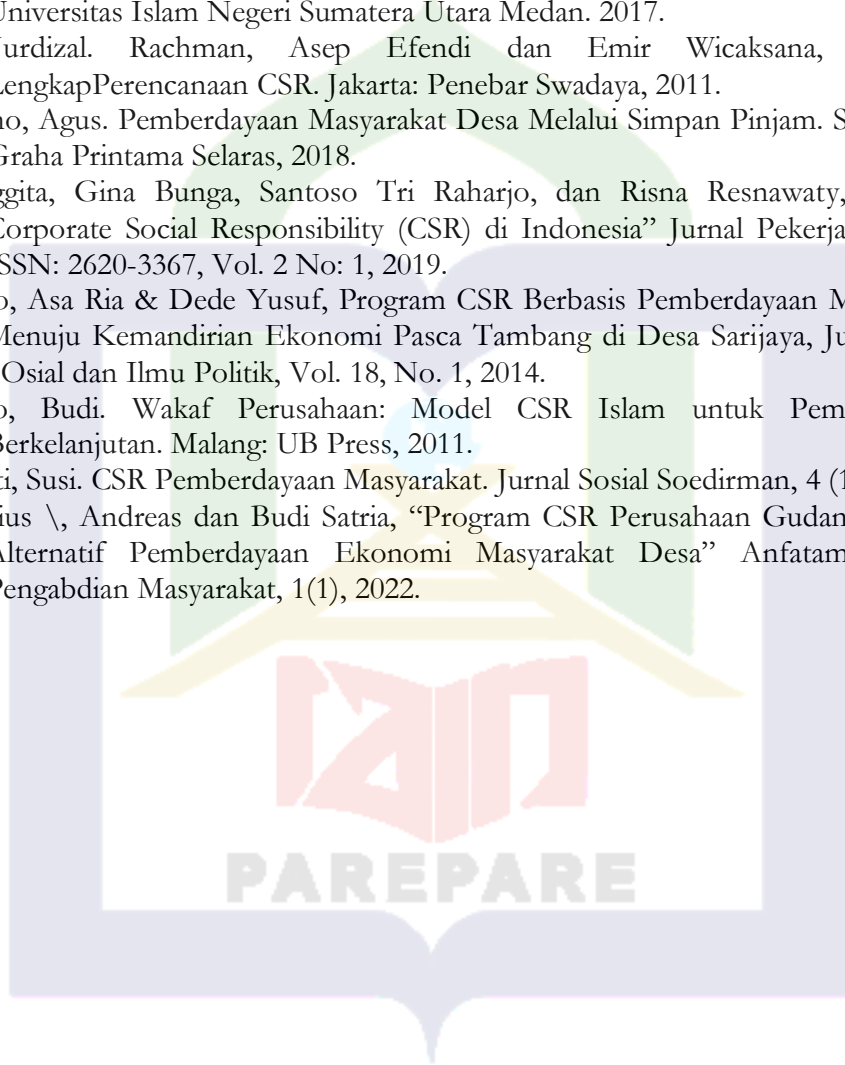 Universitas Islam Negeri Sumatera Utara Medan. 2017.
Nurdizal. Rachman, Asep Efendi dan Emir Wicaksana,
LengkapPerencanaan CSR. Jakarta: Penebar Swadaya, 2011.
no, Agus. Pemberdayaan Masyarakat Desa Melalui Simpan Pinjam. S
Graha Printama Selaras, 2018.
ggita, Gina Bunga, Santoso Tri Raharjo, dan Risna Resnawaty,
Corporate Social Responsibility (CSR) di Indonesia” Jurnal Pekerja
ISSN: 2620-3367, Vol. 2 No: 1, 2019.
o, Asa Ria & Dede Yusuf, Program CSR Berbasis Pemberdayaan M
Menuju Kemandirian Ekonomi Pasca Tambang di Desa Sarijaya, Ju
Osial dan Ilmu Politik, Vol. 18, No. 1, 2014.
o, Budi. Wakaf Perusahaan: Model CSR Islam untuk Pem
Berkelanjutan. Malang: UB Press, 2011.
ti, Susi. CSR Pemberdayaan Masyarakat. Jurnal Sosial Soedirman, 4 (1
ius \, Andreas dan Budi Satria, “Program CSR Perusahaan Gudan
Alternatif Pemberdayaan Ekonomi Masyarakat Desa” Anfatam
Pengabdian Masyarakat, 1(1), 2022.
PAREPARE